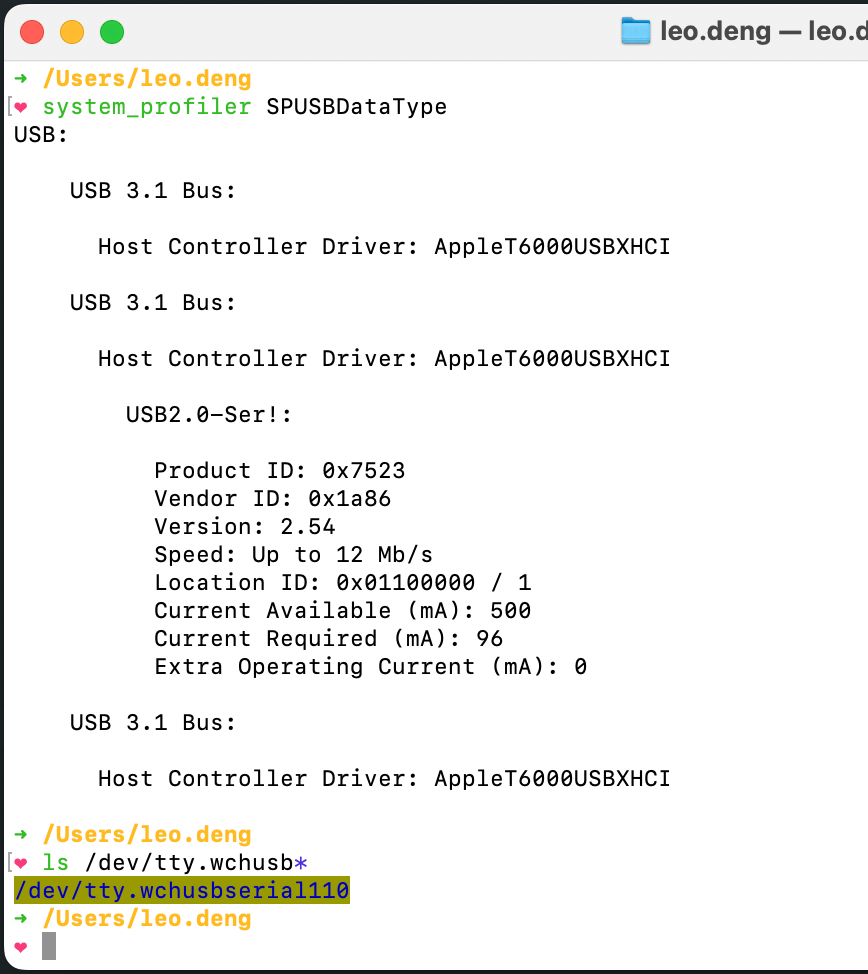 leo.deng — leo.d
➜ /Users/leo.deng
[❤ system_profiler SPUSBDataType
USB:
USB 3.1 Bus:
Host Controller Driver: AppleT6000USBXHCI
USB 3.1 Bus:
Host Controller Driver: AppleT6000USBXHCI
USB2.0-Ser!:
Product ID: 0x7523
Vendor ID: 0x1a86
Version: 2.54
Speed: Up to 12 Mb/s
Location ID: 0x01100000 / 1
Current Available (mA): 500
Current Required (mA): 96
Extra Operating Current (mA): 0
USB 3.1 Bus:
Host Controller Driver: AppleT6000USBXHCI
➜ /Users/leo.deng
[❤ ls /dev/tty.wchusb*
/dev/tty.wchusbserial110
➜ /Users/leo.deng
❤